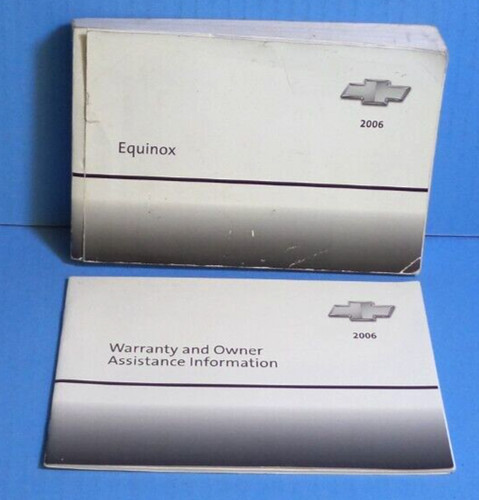 2006
Equinox
2006
Warranty and Owner
Assistance Information